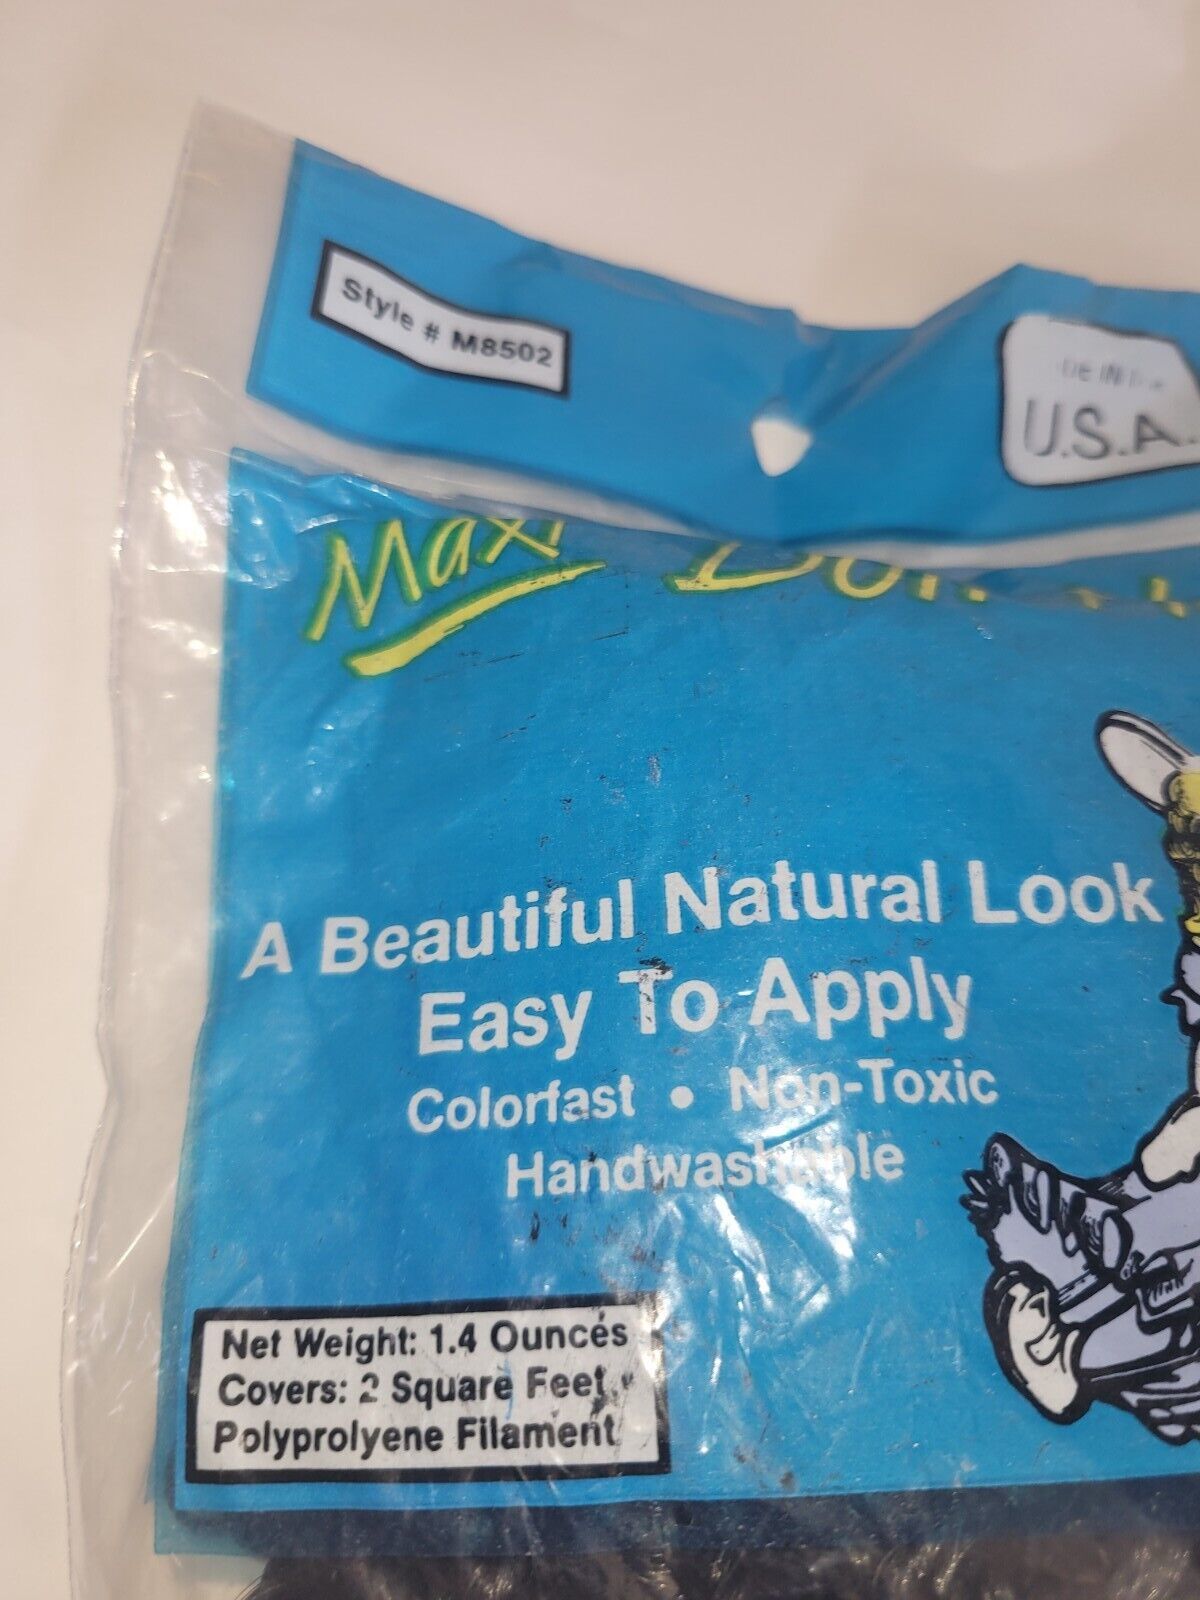 Style # M8502
U.S.A.
Maxi
A Beautiful Natural Look
Easy To Apply
Colorfast • Non-Toxic
Handwashable
Net Weight: 1.4 Ounces
Covers: 2 Square Feet
Polyprolyene Filament